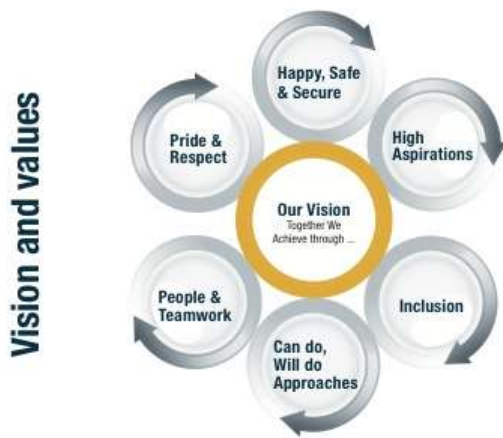 Vision and values
Happy, Safe
& Secure
High
Aspirations
Inclusion
Can do,
Will do
Approaches
People &
Teamwork
Pride &
Respect
Our Vision
Together We
Achieve through ...